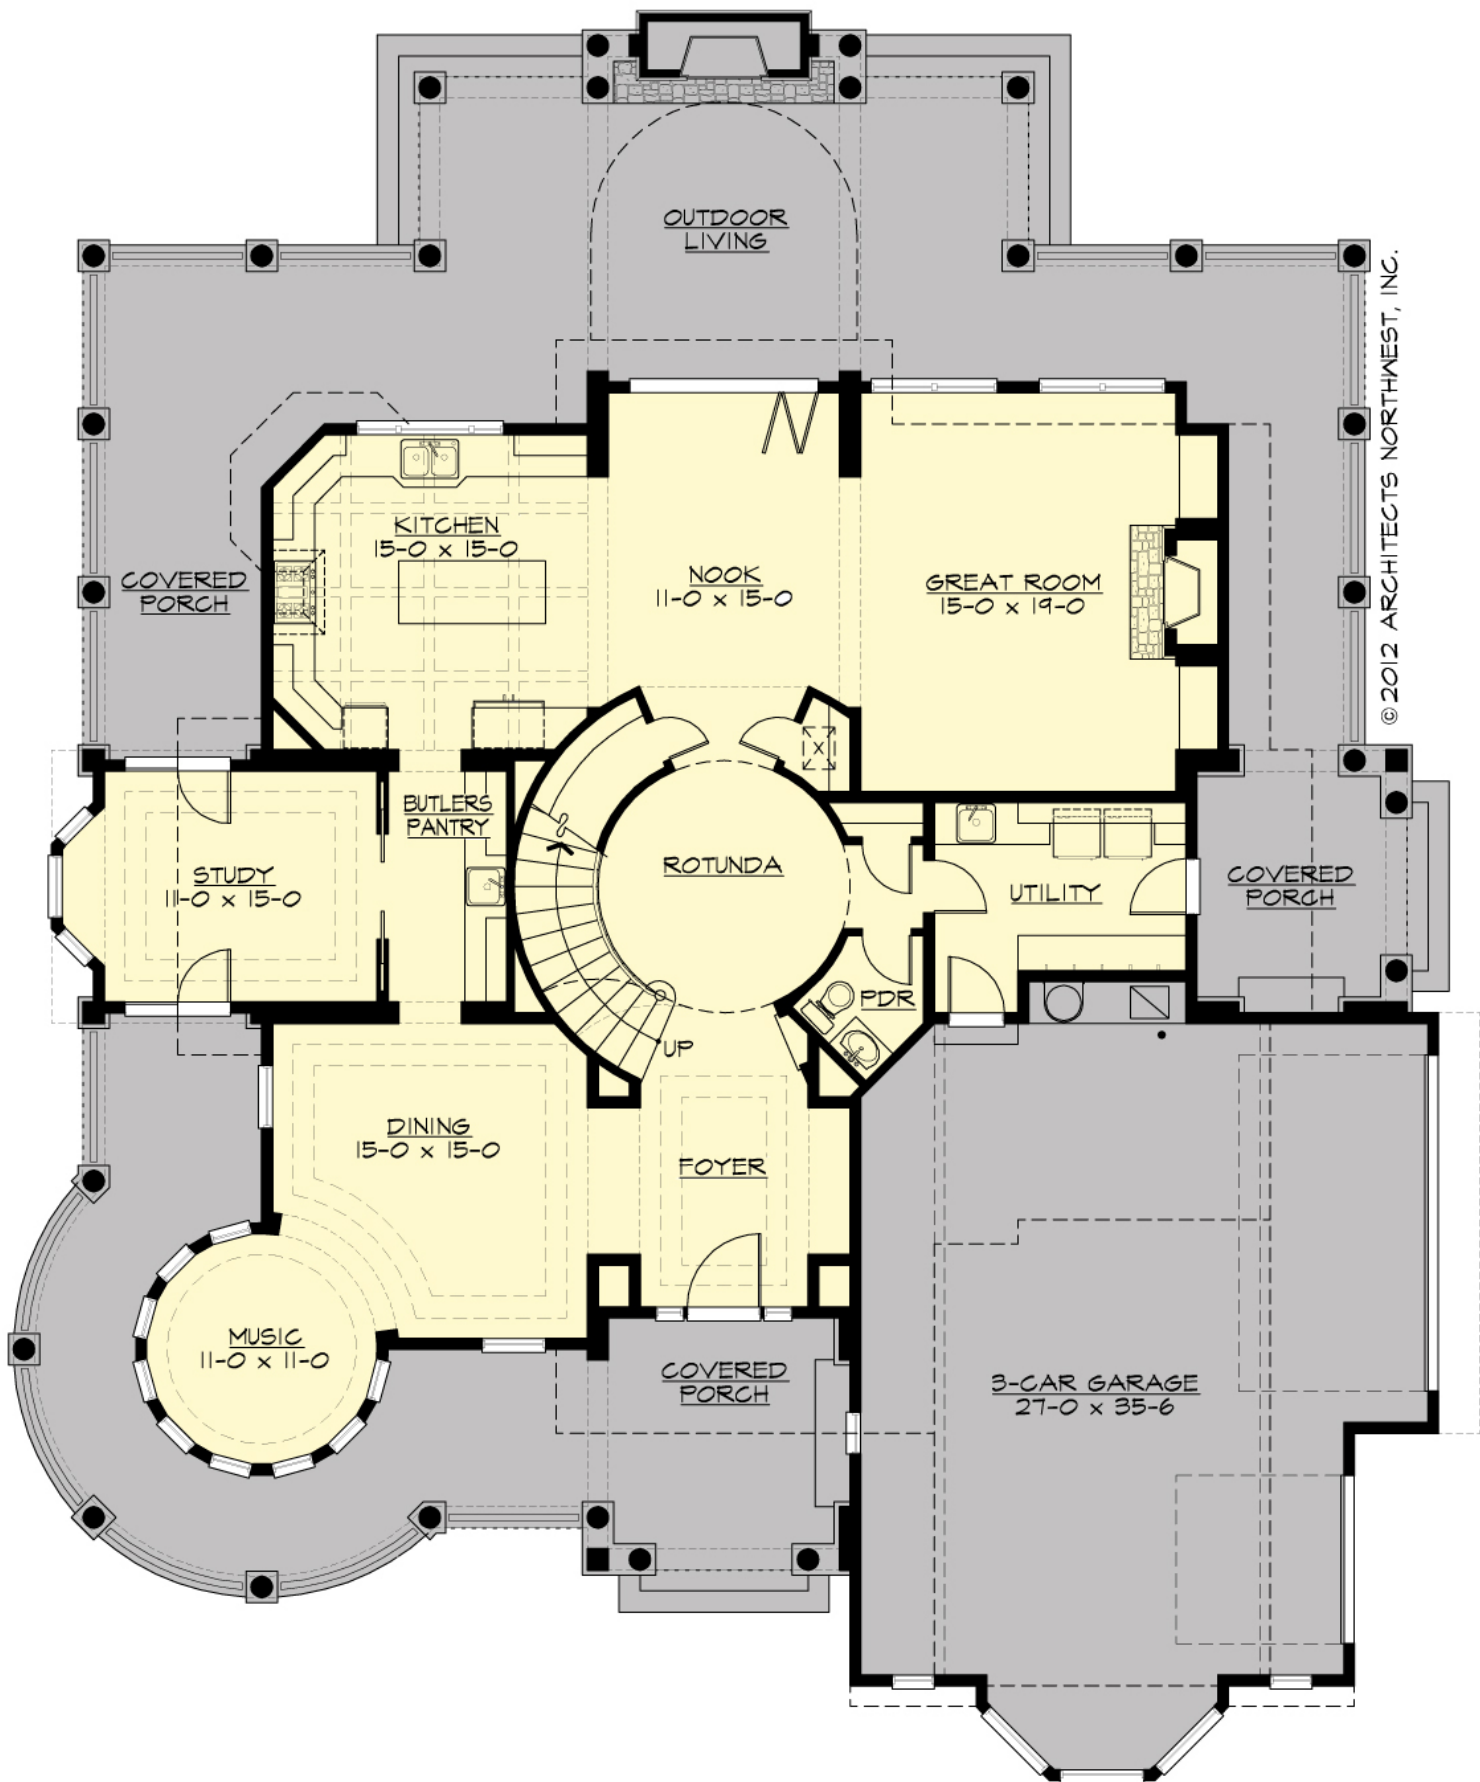 OUTDOOR
LIVING
© 2012 ARCHITECTS NORTHWEST, INC.
KITCHEN
15-0 x 15-0
COVERED
PORCH
NOOK
11-0 x 15-0
GREAT ROOM
15-0 x 19-0
BUTLERS
PANTRY
STUDY
11-0 x 15-0
ROTUNDA
UTILITY
COVERED
PORCH
PDR
UP
DINING
15-0 x 15-0
FOYER
MUSIC
11-0 x 11-0
COVERED
PORCH
3-CAR GARAGE
27-0 x 35-6